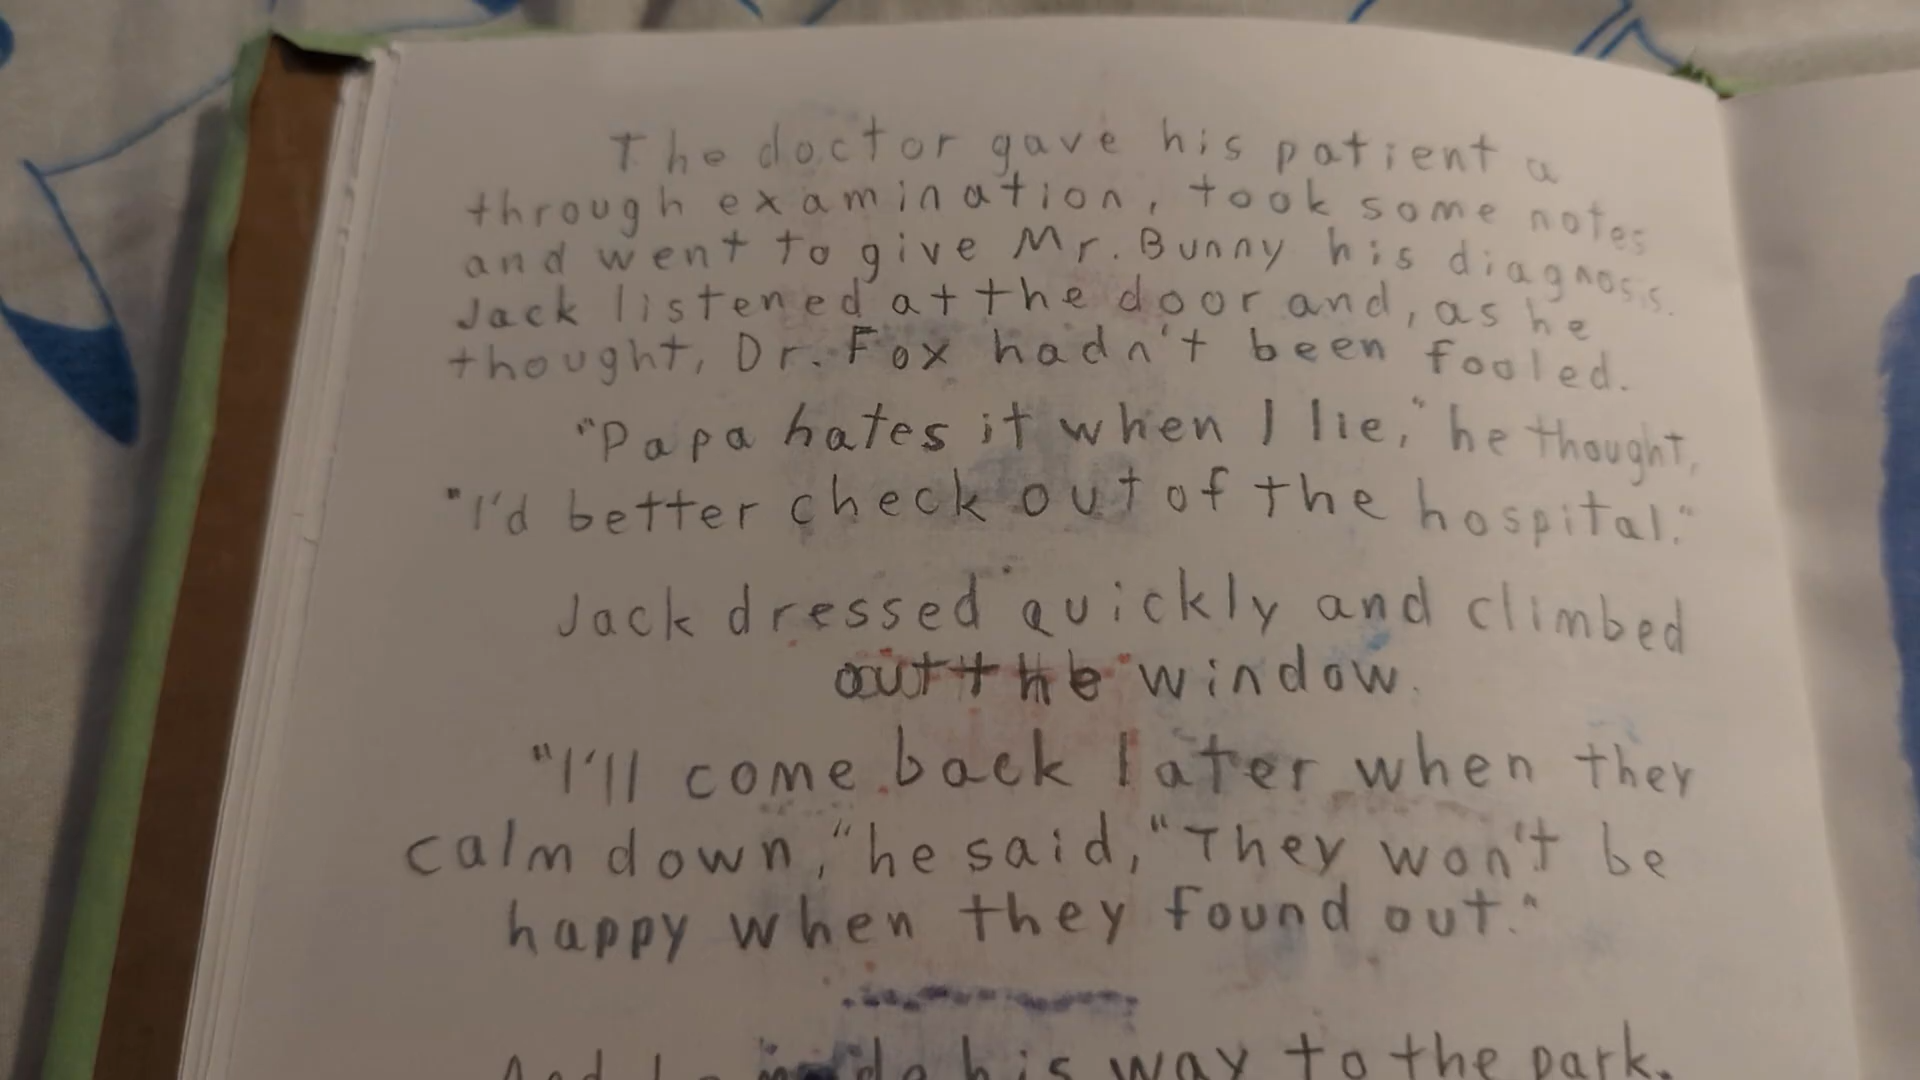 The doctor gave his patient a
through examination, took some notes
and went to give Mr. Bunny his diagnosis.
Jack listened at the door and, as he
thought, Dr. Fox hadn't been fooled.
"Papa hates it when I lie," he thought,
"I'd better check out of the hospital."
Jack dressed quickly and climbed
out the window.
"I'll come back later when they
calm down," he said, "They won't be
happy when they found out."
And his way to the park.